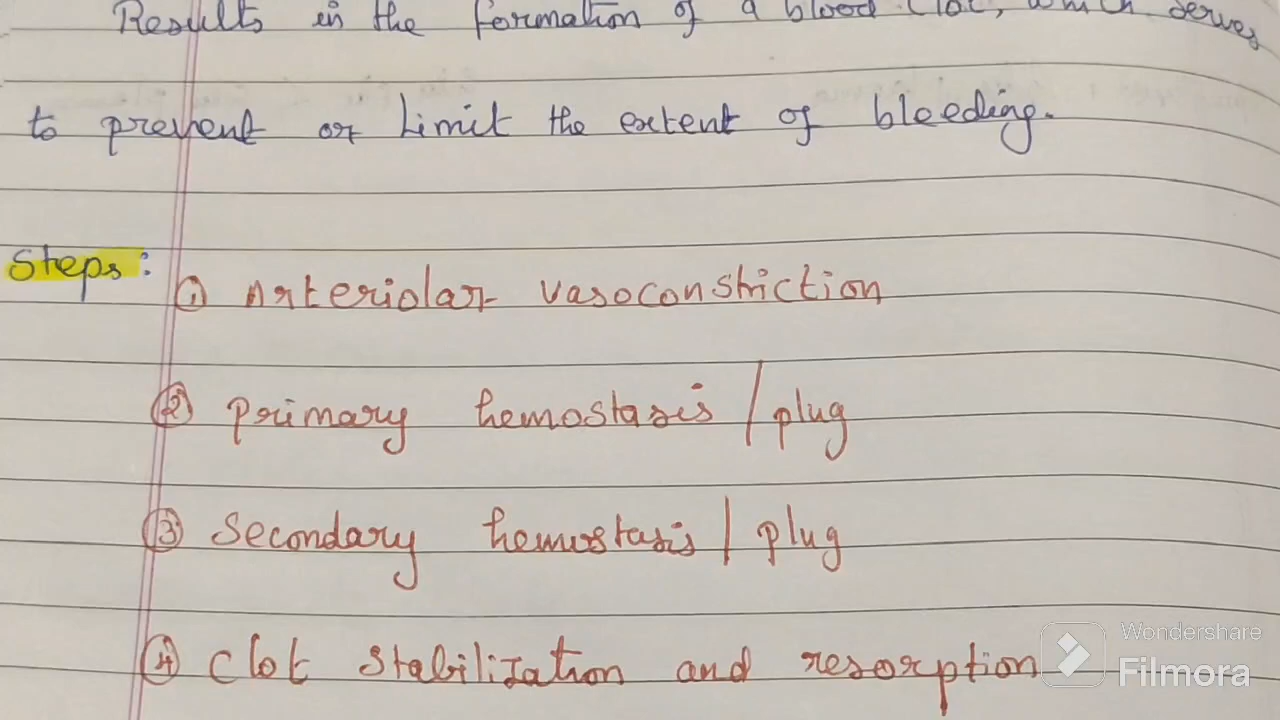 Results in the formation of a blood clot, which serves
to prevent or Limit the extent of bleeding.
Steps:
① Arteriolar vasoconstriction
② primary hemostasis / plug
③ Secondary hemostasis / plug
④ Clot Stabilization and resorption
Wondershare
Filmora